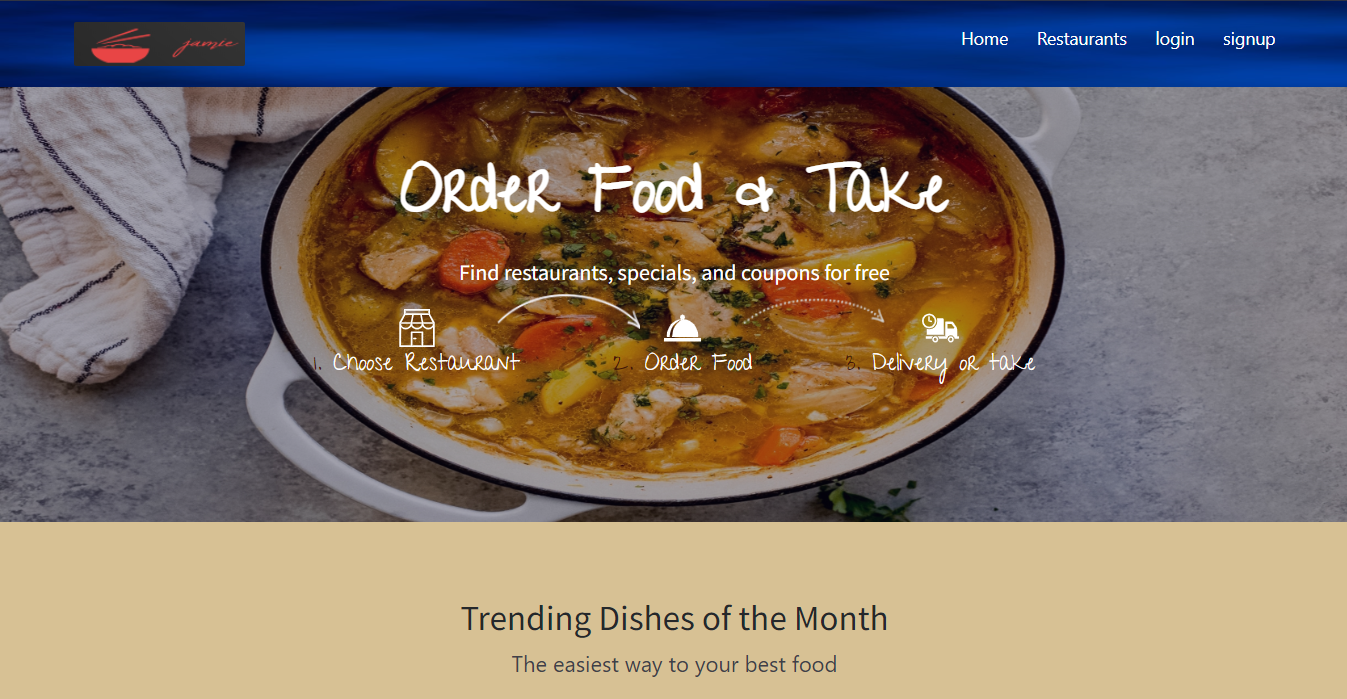 jamie
Home Restaurants login signup
Order Food & Take
Find restaurants, specials, and coupons for free
1. Choose Restaurant 2. Order Food 3. Delivery or take
Trending Dishes of the Month
The easiest way to your best food